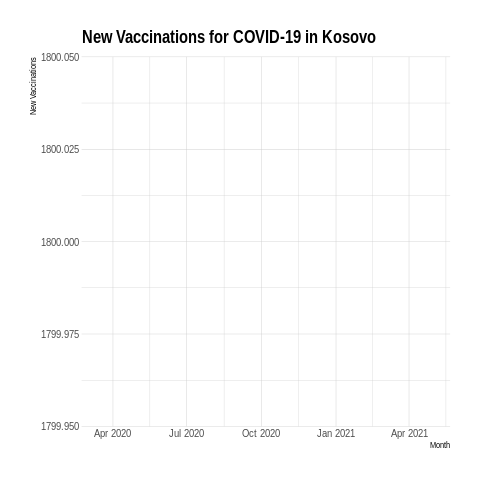 New Vaccinations for COVID-19 in Kosovo
New Vaccinations
1800.050
1800.025
1800.000
1799.975
1799.950
Apr 2020
Jul 2020
Oct 2020
Jan 2021
Apr 2021
Month